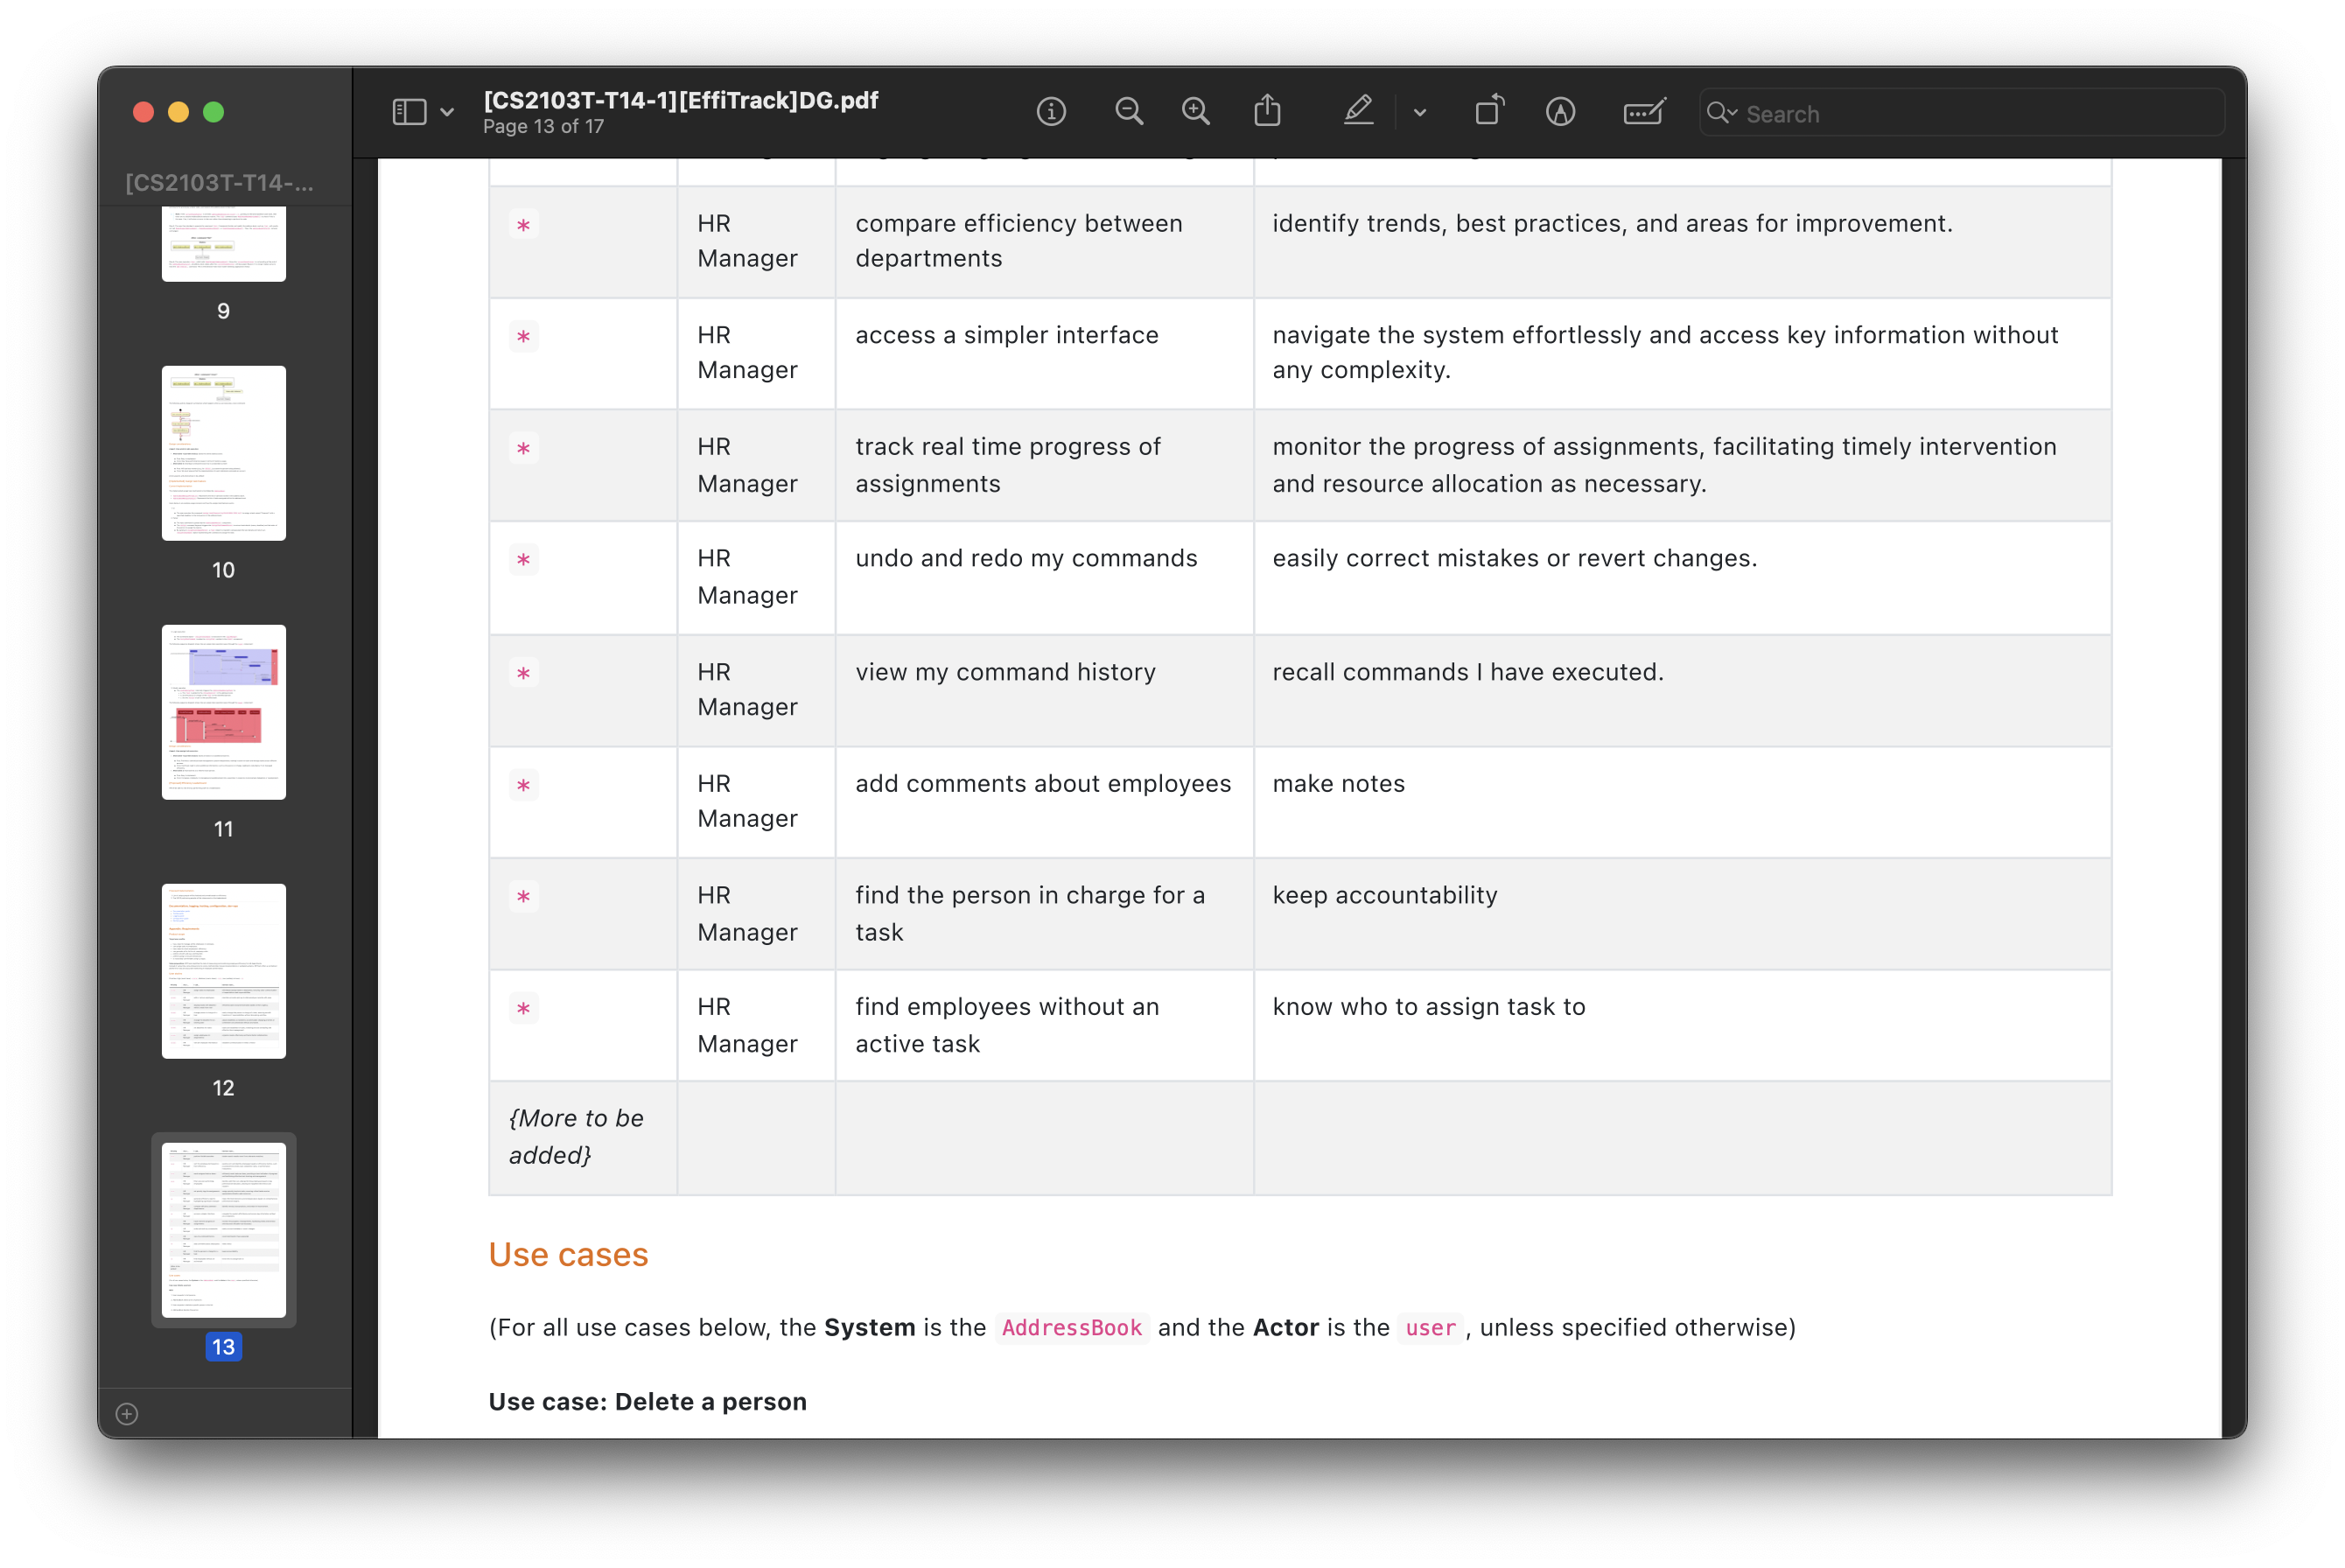 [CS2103T-T14-1][EffiTrack]DG.pdf
Page 13 of 17
Search
[CS2103T-T14-...
9
10
11
12
13
* HR Manager compare efficiency between departments identify trends, best practices, and areas for improvement.
* HR Manager access a simpler interface navigate the system effortlessly and access key information without any complexity.
* HR Manager track real time progress of assignments monitor the progress of assignments, facilitating timely intervention and resource allocation as necessary.
* HR Manager undo and redo my commands easily correct mistakes or revert changes.
* HR Manager view my command history recall commands I have executed.
* HR Manager add comments about employees make notes
* HR Manager find the person in charge for a task keep accountability
* HR Manager find employees without an active task know who to assign task to
{More to be added}
Use cases
(For all use cases below, the System is the AddressBook and the Actor is the user, unless specified otherwise)
Use case: Delete a person